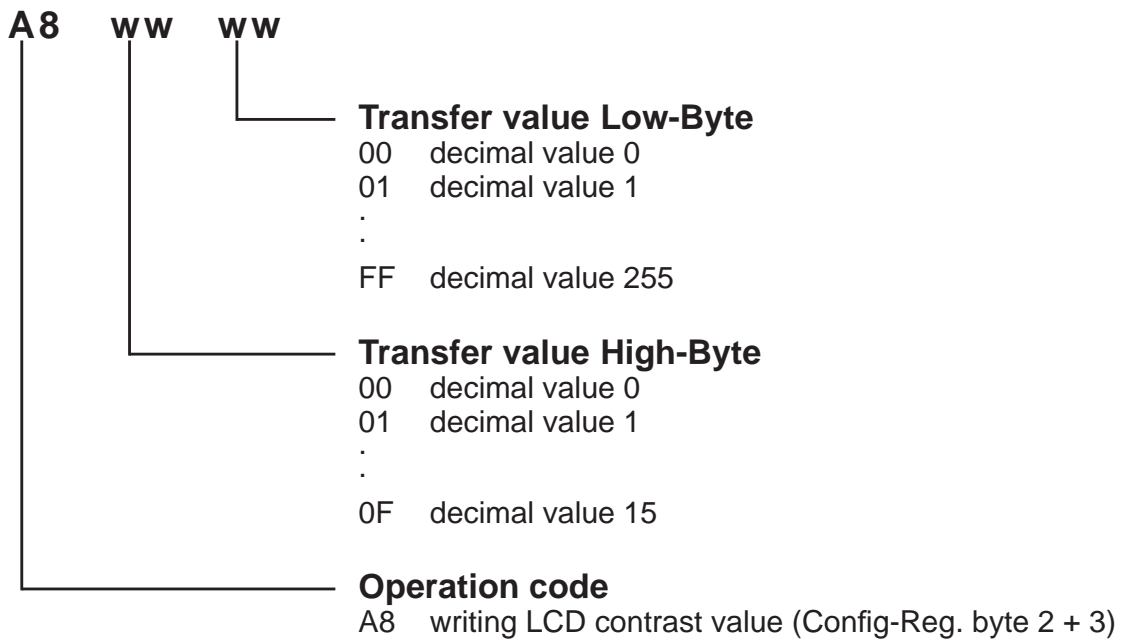 A8 ww ww
Transfer value Low-Byte
00 decimal value 0
01 decimal value 1
.
.
FF decimal value 255
Transfer value High-Byte
00 decimal value 0
01 decimal value 1
.
.
0F decimal value 15
Operation code
A8 writing LCD contrast value (Config-Reg. byte 2 + 3)